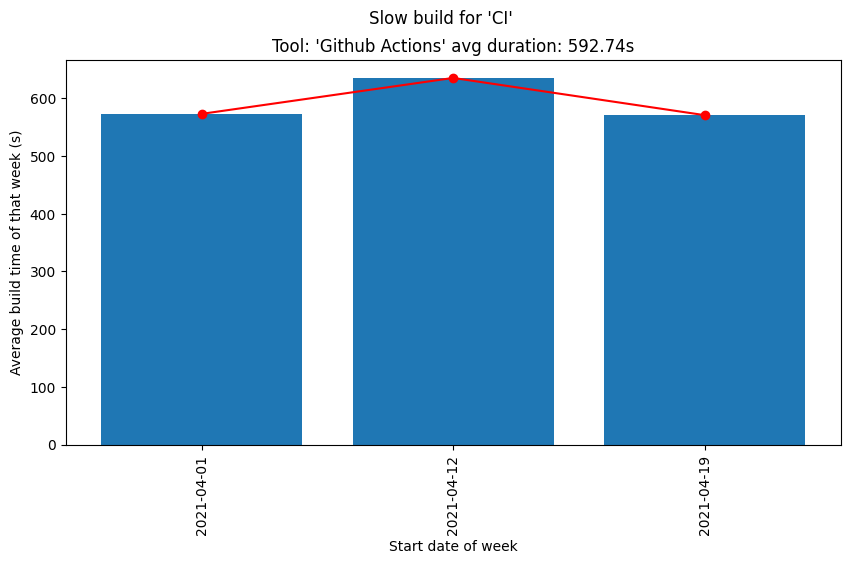 Slow build for 'CI'
Tool: 'Github Actions' avg duration: 592.74s
Average build time of that week (s)
600
500
400
300
200
100
0
2021-04-01
2021-04-12
2021-04-19
Start date of week